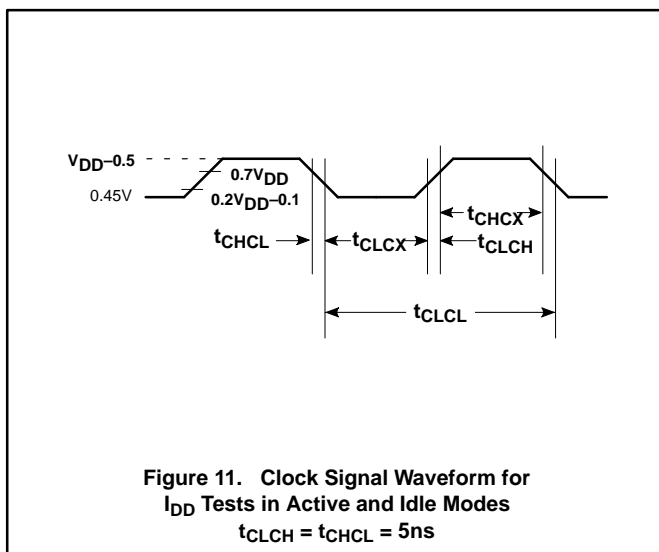 VDD–0.5
0.7VDD
0.45V
0.2VDD–0.1
tCHCX
tCHCL
tCLCX
tCLCH
tCLCL
Figure 11. Clock Signal Waveform for
IDD Tests in Active and Idle Modes
tCLCH = tCHCL = 5ns